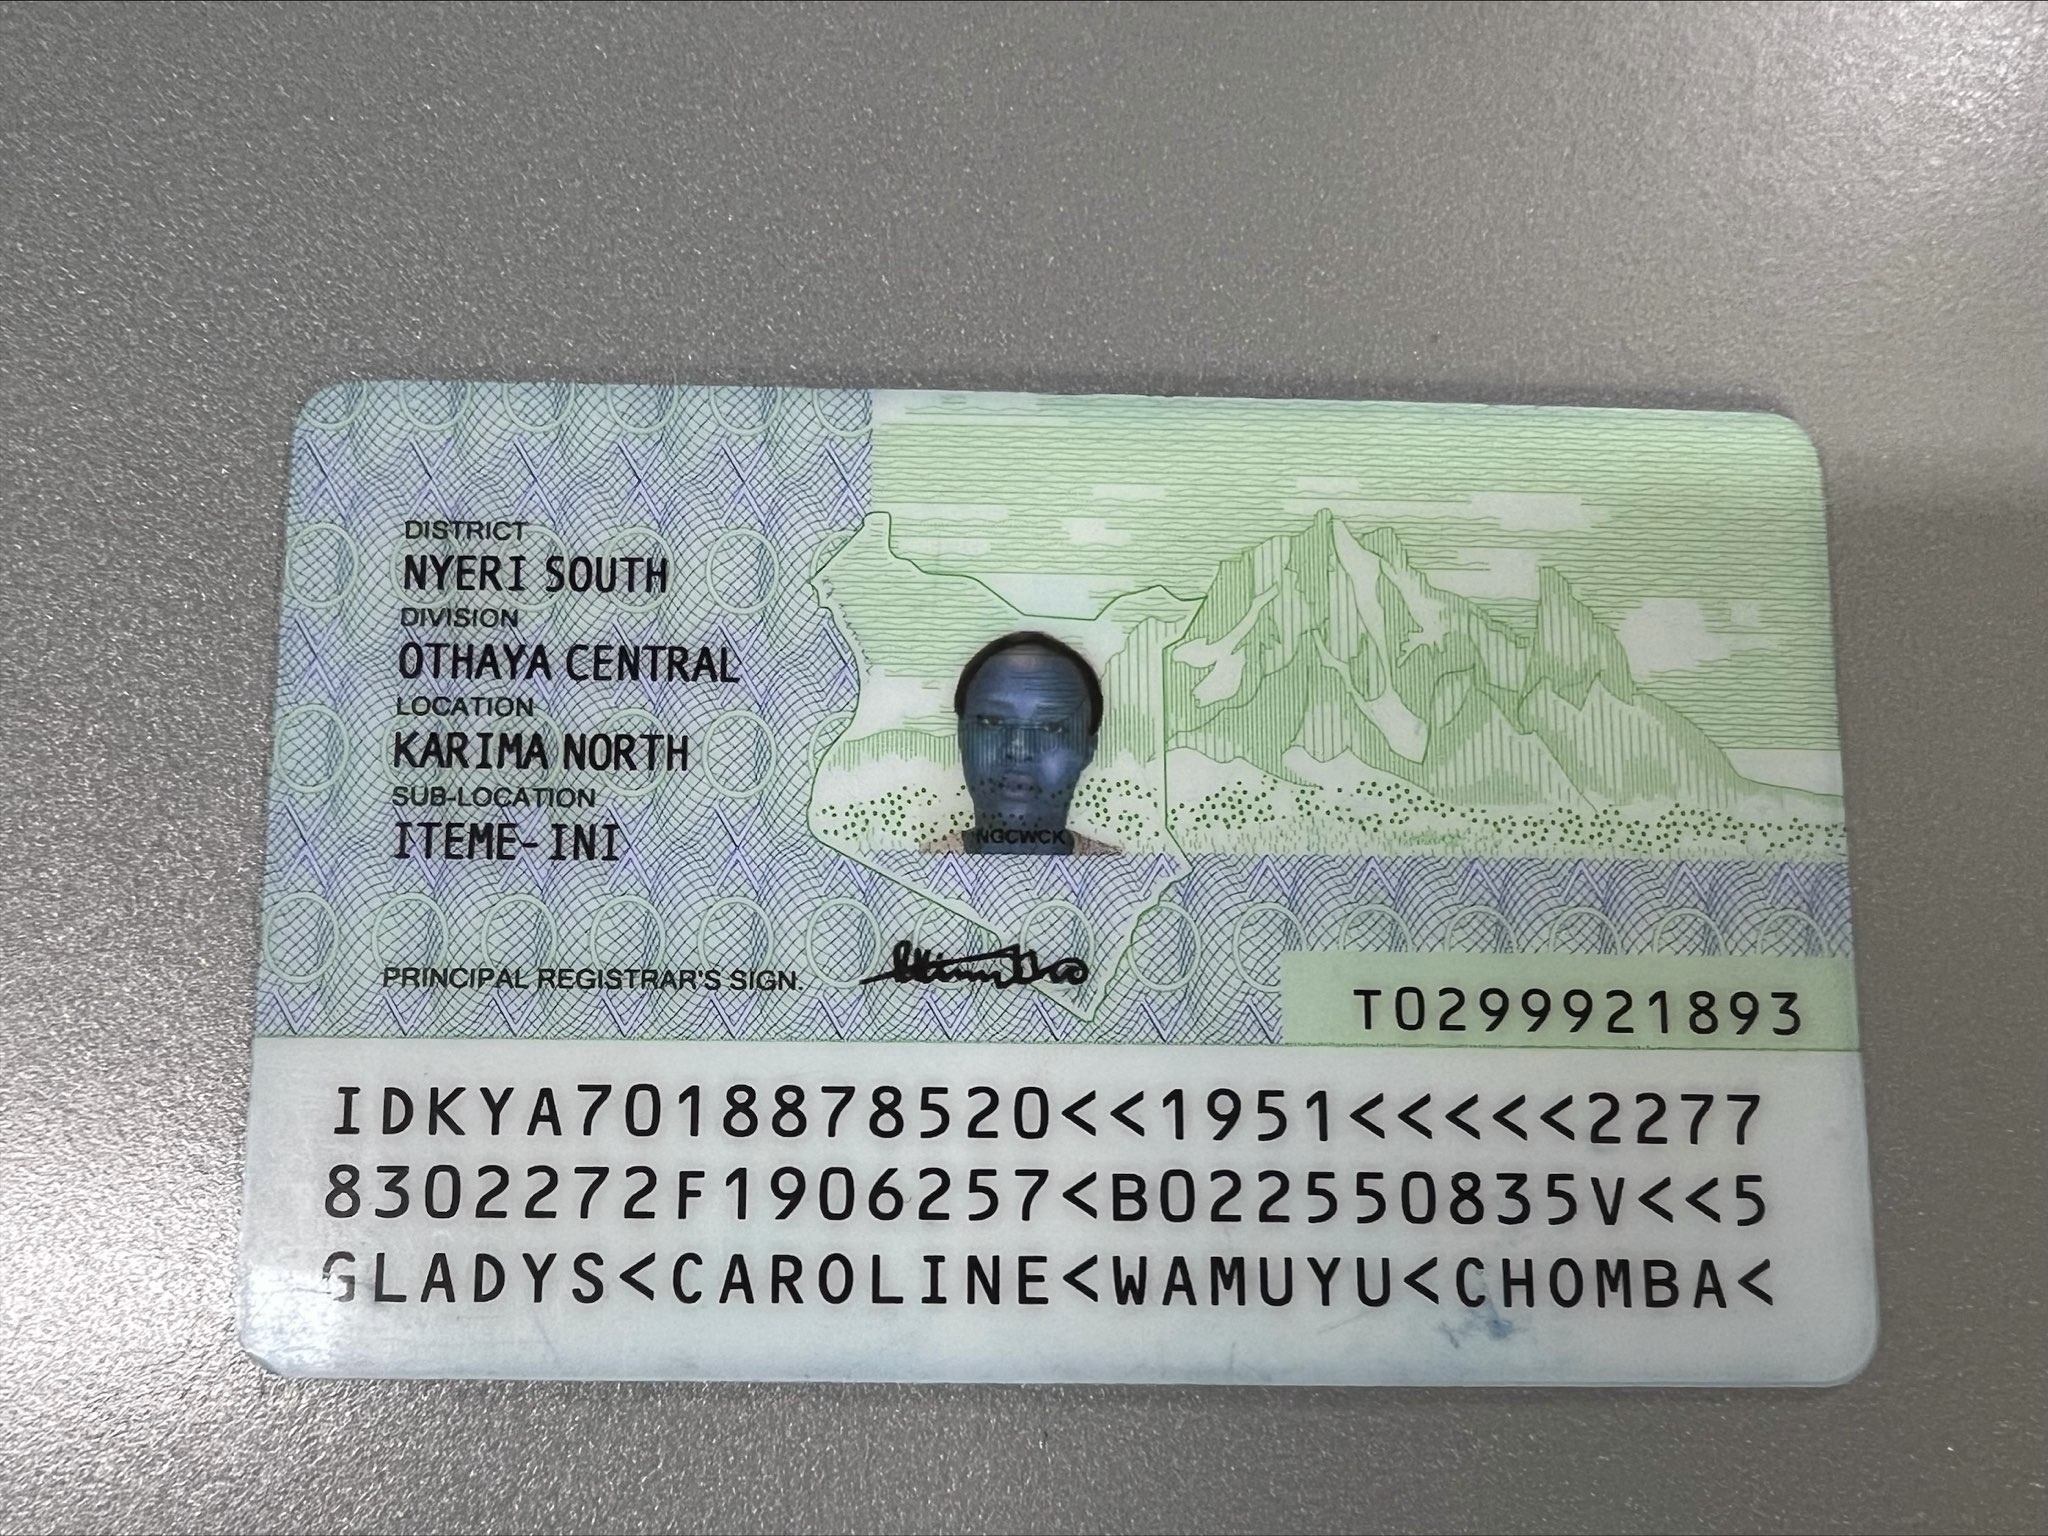 DISTRICT
NYERI SOUTH
DIVISION
OTHAYA CENTRAL
LOCATION
KARIMA NORTH
SUB-LOCATION
ITEME-INI
NGCWCK
PRINCIPAL REGISTRAR'S SIGN.
T0299921893
IDKYA7018878520<<1951<<<<<2277
8302272F1906257<B022550835V<<5
GLADYS<CAROLINE<WAMUYU<CHOMBA<